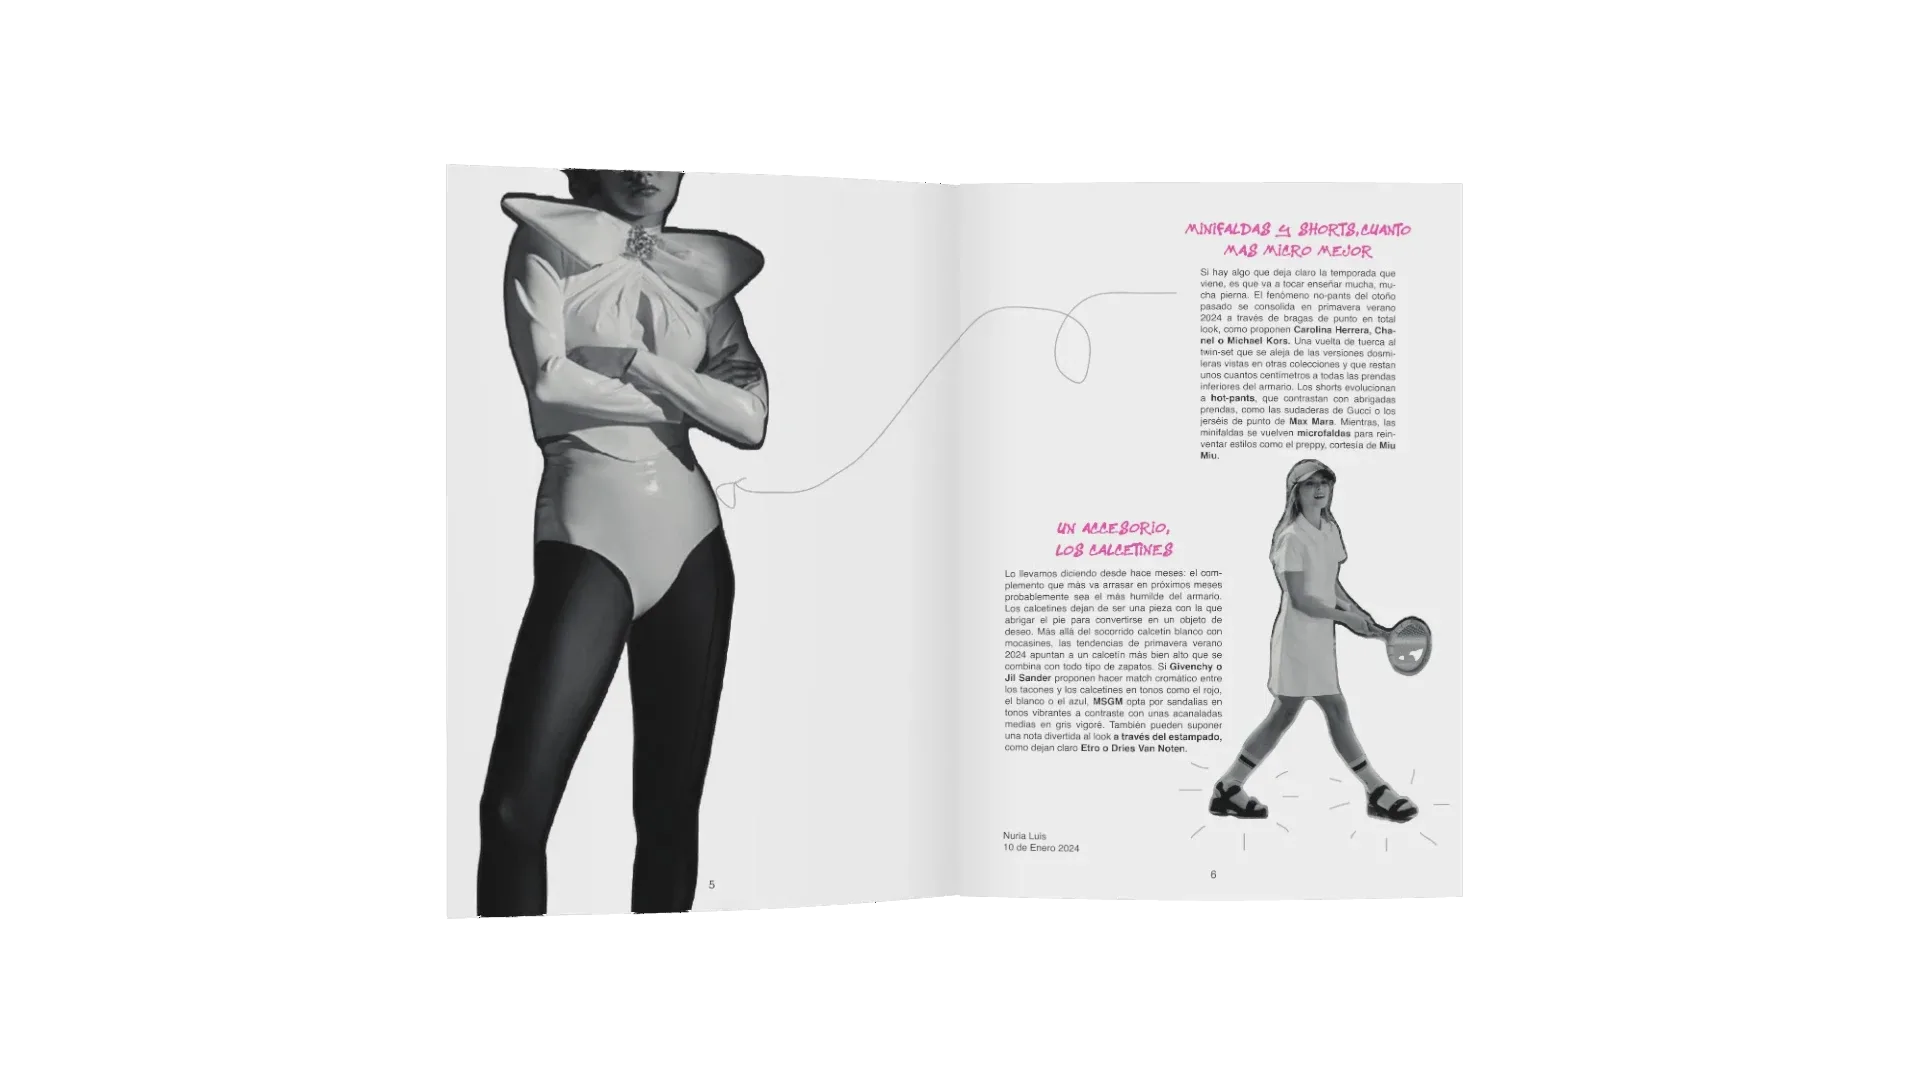 MINIFALDAS y SHORTS,CUANTO
MAS MICRO MEJOR
Si hay algo que deja claro la temporada que
viene, es que va a tocar enseñar mucha, mu-
cha pierna. El fenómeno no-pants del otoño
pasado se consolida en primavera verano
2024 a través de bragas de punto en total
look, como proponen Carolina Herrera, Cha-
nel o Michael Kors. Una vuelta de tuerca al
twin-set que se aleja de las versiones dosmi-
leras vistas en otras colecciones y que restan
unos cuantos centímetros a todas las prendas
inferiores del armario. Los shorts evolucionan
a hot-pants, que contrastan con abrigadas
prendas, como las sudaderas de Gucci o los
jerséis de punto de Max Mara. Mientras, las
minifaldas se vuelven microfaldas para rein-
ventar estilos como el preppy, cortesía de Miu
Miu.
UN ACCESORIO,
LOS CALCETINES
Lo llevamos diciendo desde hace meses: el com-
plemento que más va arrasar en próximos meses
probablemente sea el más humilde del armario.
Los calcetines dejan de ser una pieza con la que
abrigar el pie para convertirse en un objeto de
deseo. Más allá del socorrido calcetín blanco con
mocasines, las tendencias de primavera verano
2024 apuntan a un calcetín más bien alto que se
combina con todo tipo de zapatos. Si Givenchy o
Jil Sander proponen hacer match cromático entre
los tacones y los calcetines en tonos como el rojo,
el blanco o el azul, MSGM opta por sandalias en
tonos vibrantes a contraste con unas acanaladas
medias en gris vigoré. También pueden suponer
una nota divertida al look a través del estampado,
como dejan claro Etro o Dries Van Noten.
Nuria Luis
10 de Enero 2024
5
6